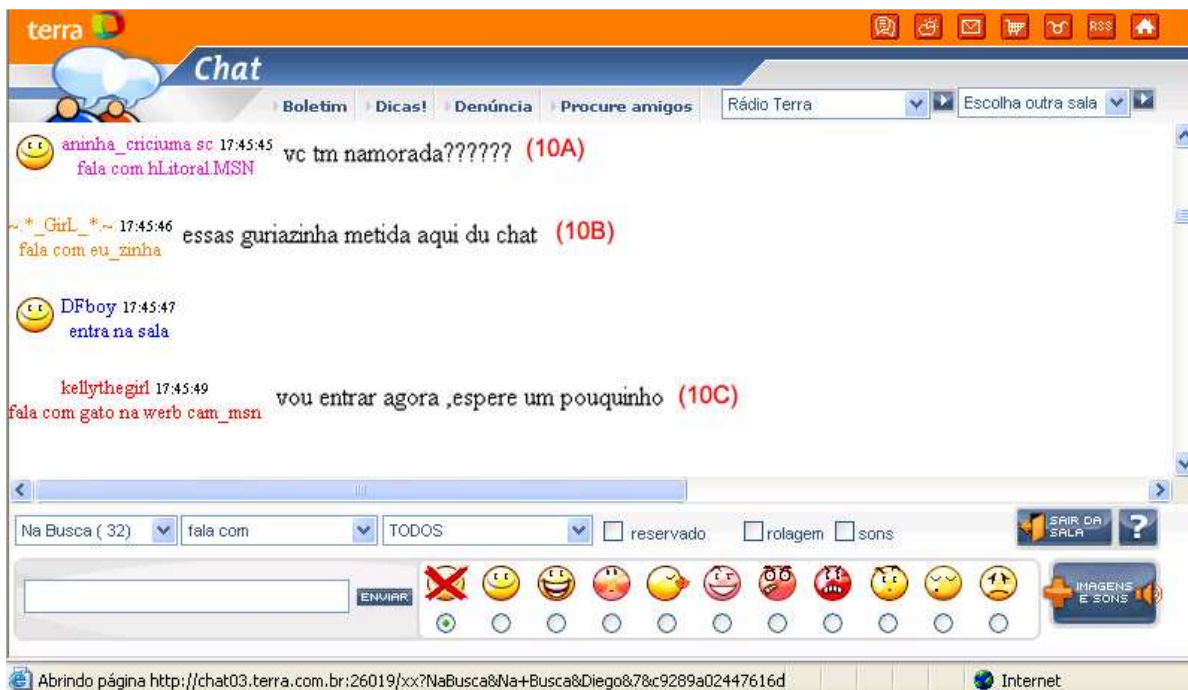 terra
RSS
Chat
Boletim Dicas! Denúncia Procure amigos Rádio Terra Escolha outra sala
aninha_criciuma sc 17:45:45 vc tm namorada?????? (10A)
fala com hLitoral.MSN
~.*_GirL_*.~ 17:45:46 essas guriazinha metida aqui du chat (10B)
fala com eu_zinha
DFboy 17:45:47
entra na sala
kellythegirl 17:45:49 vou entrar agora ,espere um pouquinho (10C)
fala com gato na werb cam_msn
Na Busca ( 32) fala com TODOS reservado rolagem sons SAIR DA SALA ?
ENVIAR IMAGENS E SONS
Abrindo página http://chat03.terra.com.br:26019/xx?NaBusca&Na+Busca&Diego&7&c9289a02447616d Internet